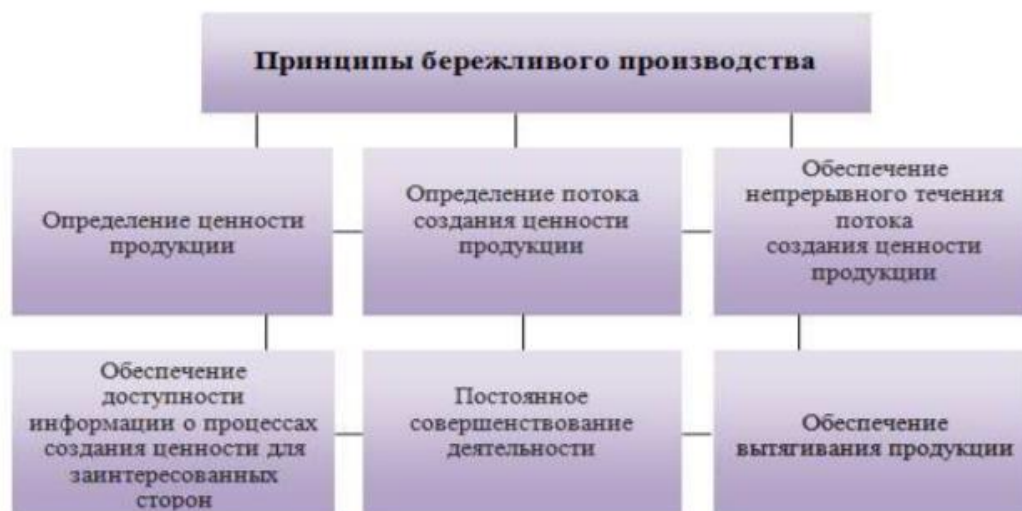 Принципы бережливого производства
Определение ценности
продукции
Определение потока
создания ценности
продукции
Обеспечение
непрерывного течения
потока
создания ценности
продукции
Обеспечение
доступности
информации о процессах
создания ценности для
заинтересованных
сторон
Постоянное
совершенствование
деятельности
Обеспечение
вытягивания продукции